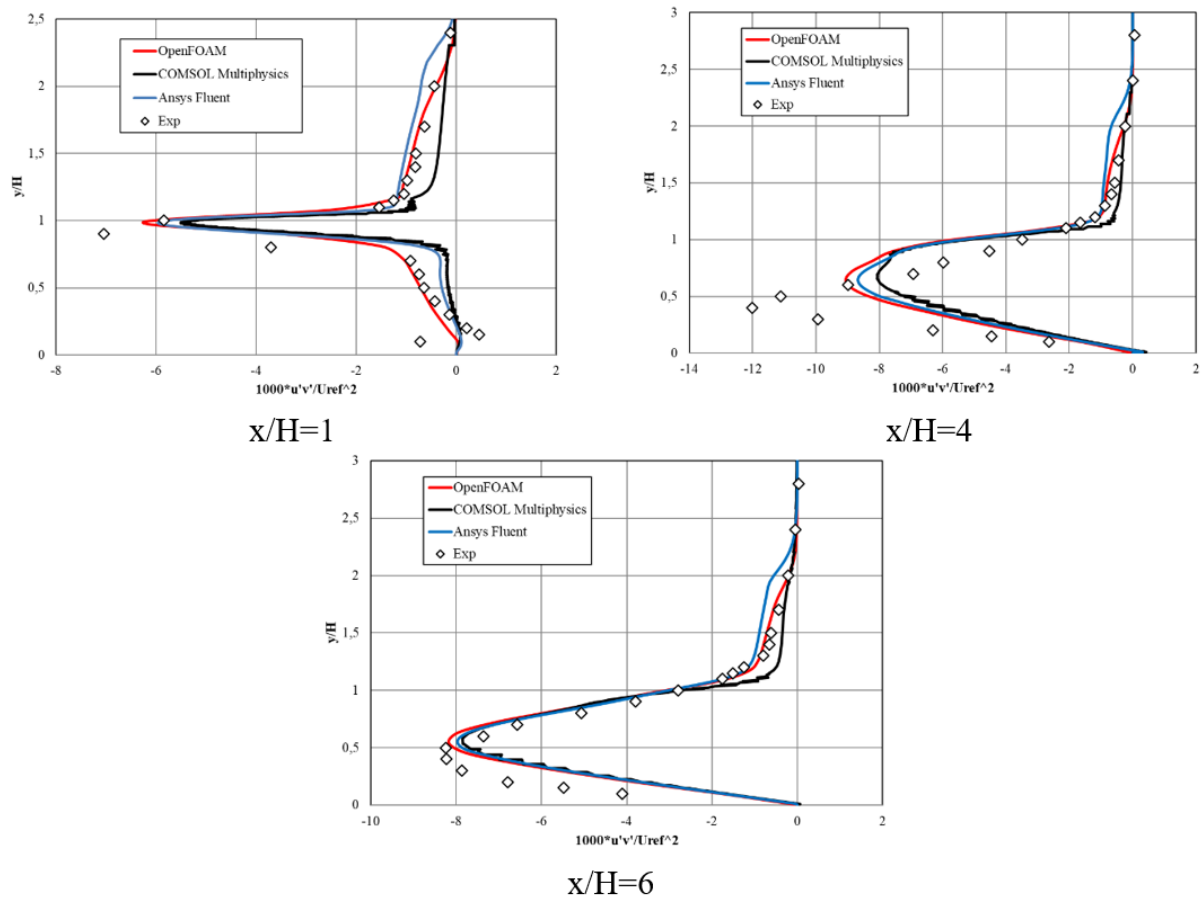 2,5
2
1,5
1
0,5
0
y/H
OpenFOAM
COMSOL Multiphysics
Ansys Fluent
Exp
-8
-6
-4
-2
0
2
1000*u'v'/Uref^2
x/H=1
3
2,5
2
1,5
1
0,5
0
y/H
OpenFOAM
COMSOL Multiphysics
Ansys Fluent
Exp
-14
-12
-10
-8
-6
-4
-2
0
2
1000*u'v'/Uref^2
x/H=4
3
2,5
2
1,5
1
0,5
0
y/H
OpenFOAM
COMSOL Multiphysics
Ansys Fluent
Exp
-10
-8
-6
-4
-2
0
2
1000*u'v'/Uref^2
x/H=6